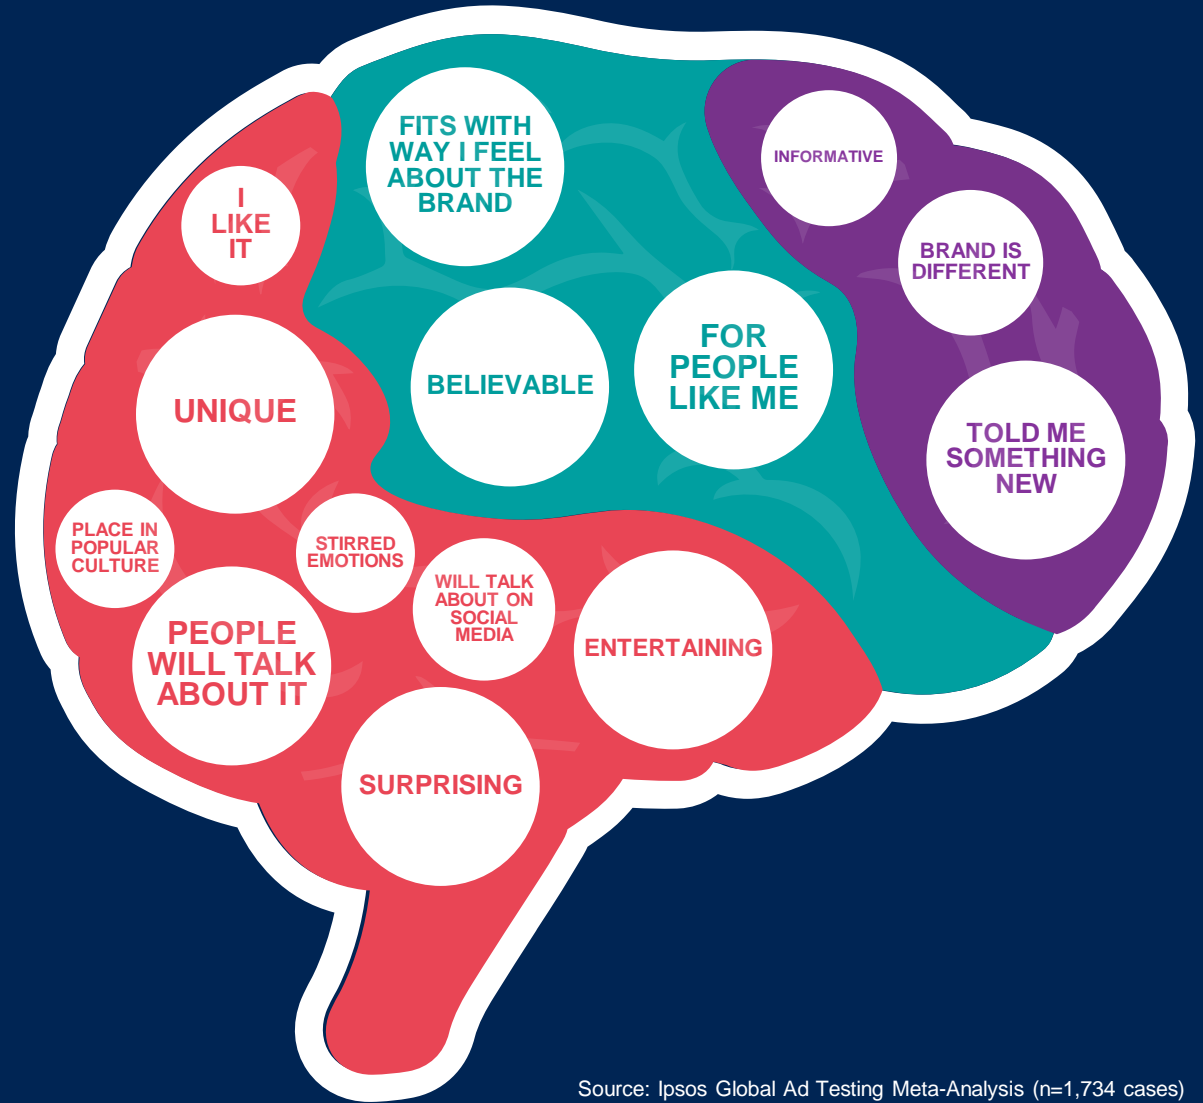 FITS WITH
WAY I FEEL
ABOUT THE
BRAND
INFORMATIVE
I
LIKE
IT
BRAND IS
DIFFERENT
BELIEVABLE
FOR
PEOPLE
LIKE ME
UNIQUE
TOLD ME
SOMETHING
NEW
PLACE IN
POPULAR
CULTURE
STIRRED
EMOTIONS
WILL TALK
ABOUT ON
SOCIAL
MEDIA
PEOPLE
WILL TALK
ABOUT IT
ENTERTAINING
SURPRISING
Source: Ipsos Global Ad Testing Meta-Analysis (n=1,734 cases)